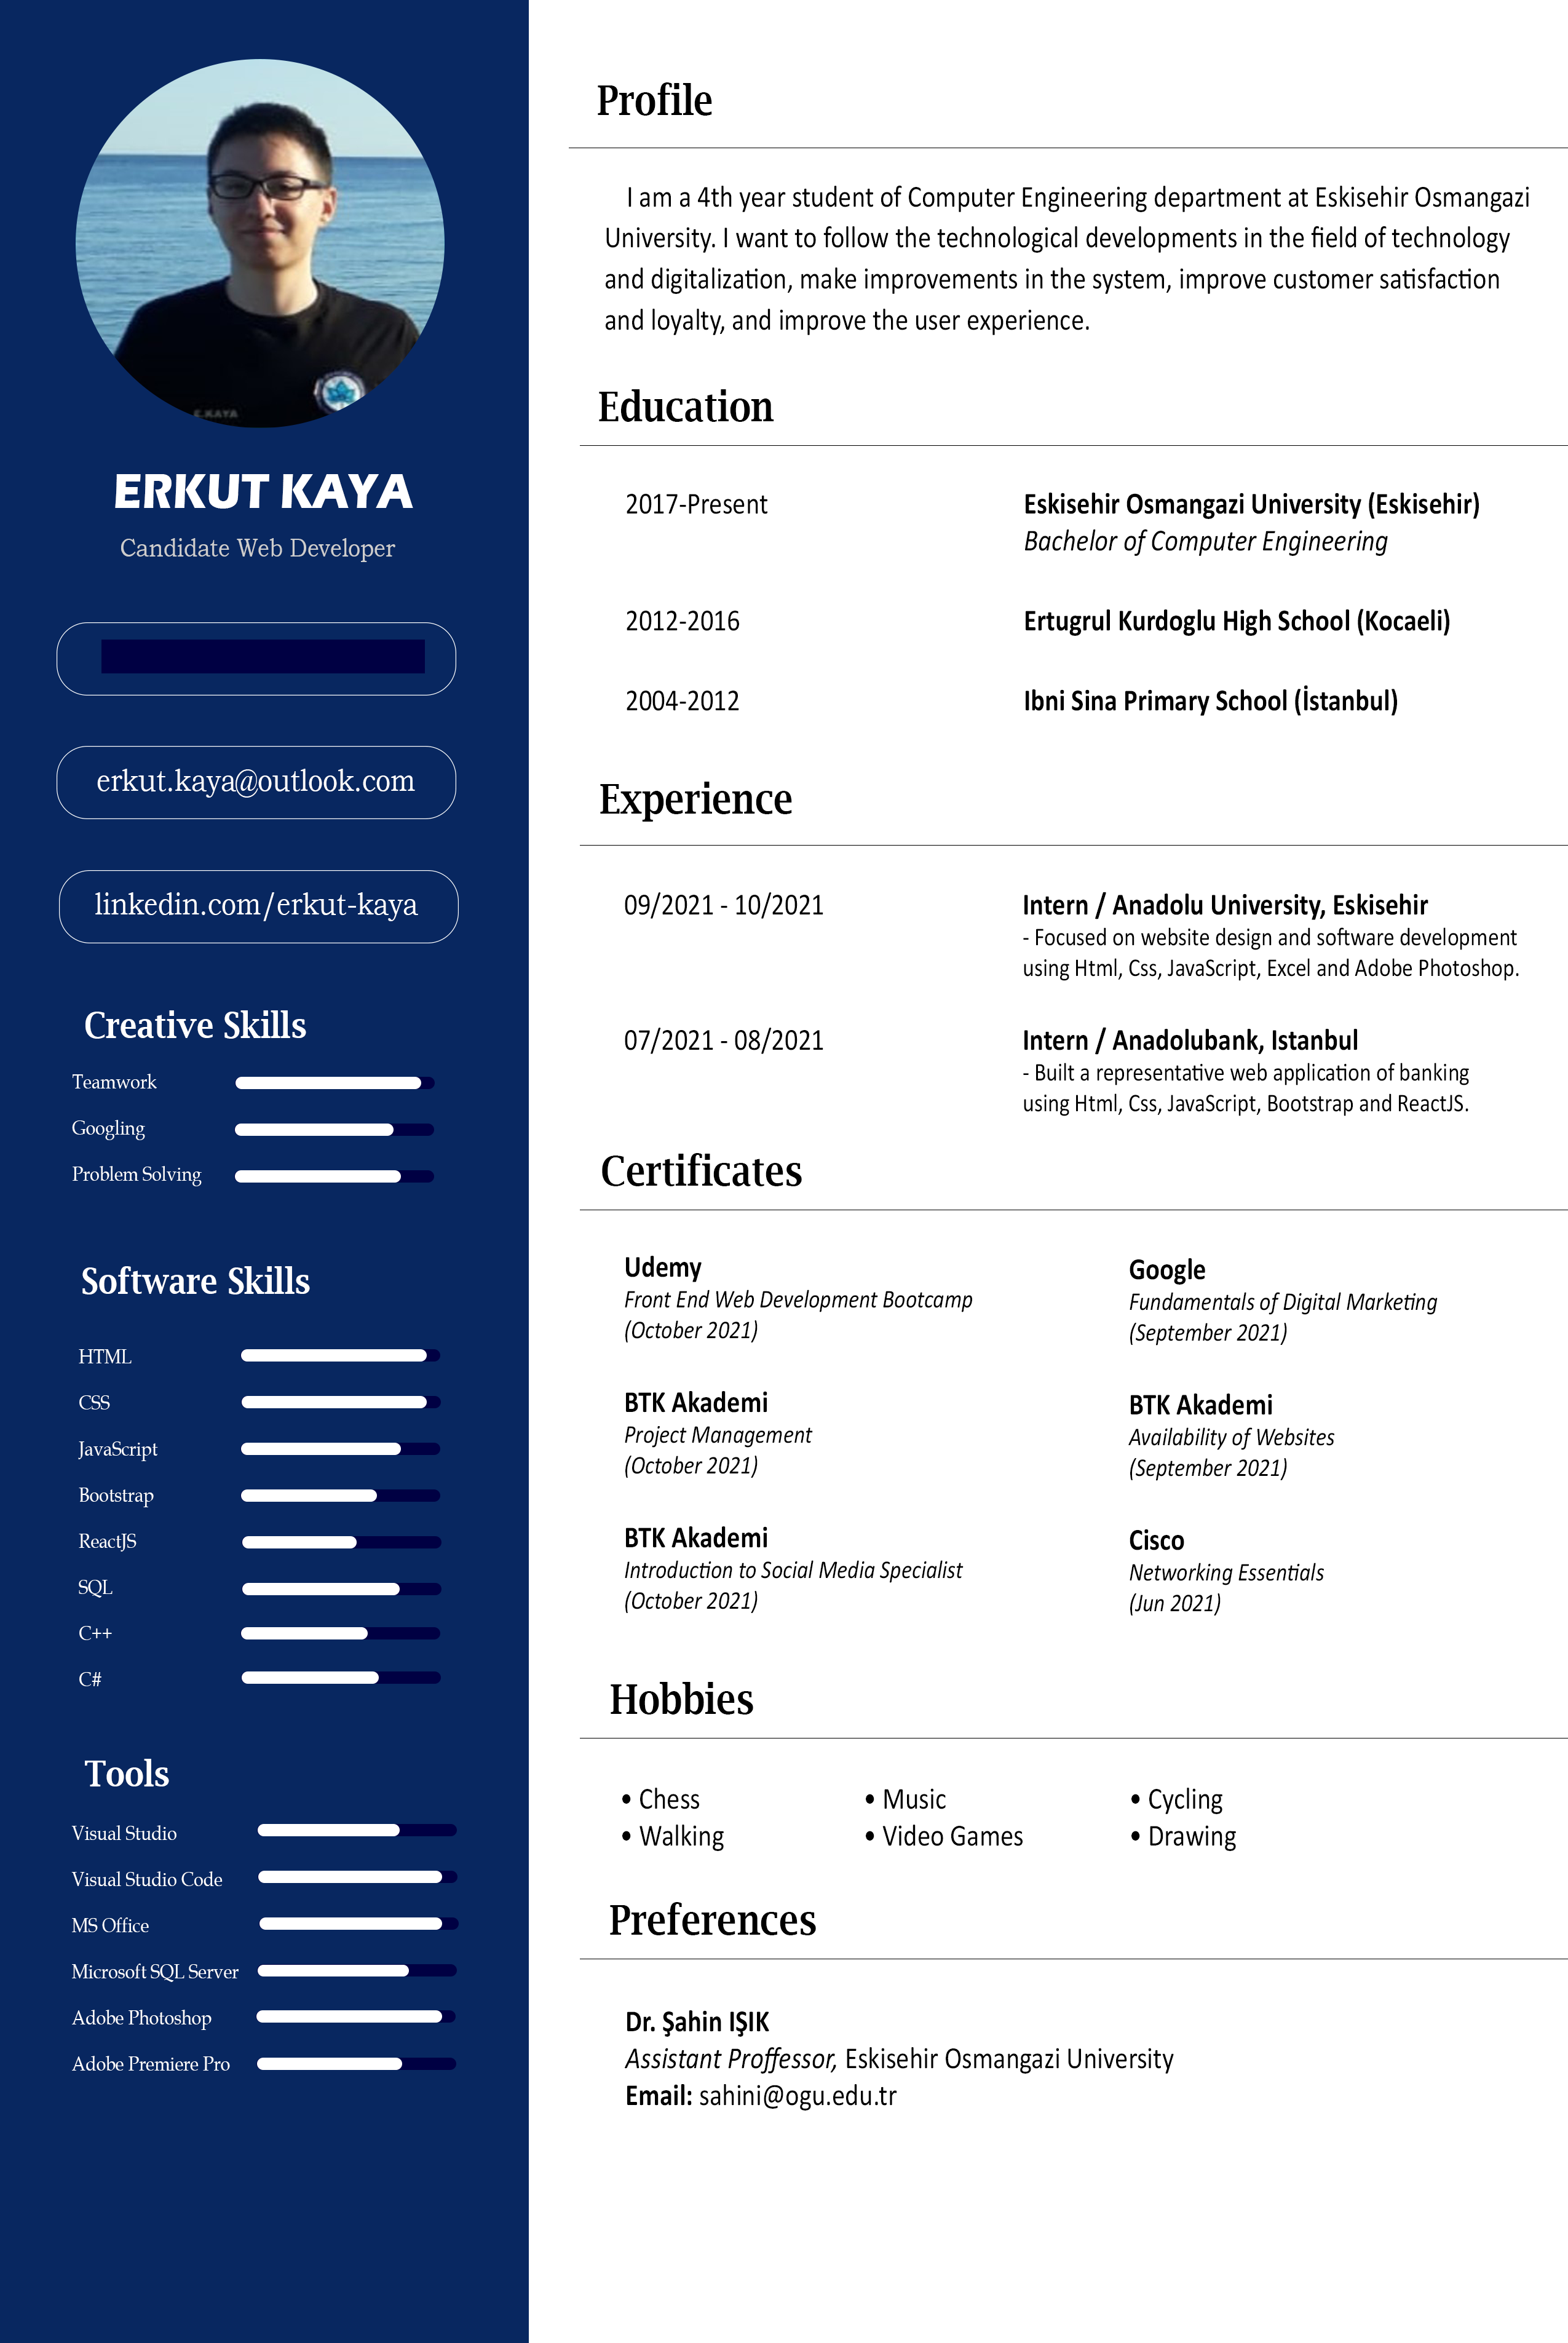 E.KAYA
ERKUT KAYA
Candidate Web Developer
erkut.kaya@outlook.com
linkedin.com/erkut-kaya
Creative Skills
Teamwork
Googling
Problem Solving
Software Skills
HTML
CSS
JavaScript
Bootstrap
ReactJS
SQL
C++
C#
Tools
Visual Studio
Visual Studio Code
MS Office
Microsoft SQL Server
Adobe Photoshop
Adobe Premiere Pro
Profile
I am a 4th year student of Computer Engineering department at Eskisehir Osmangazi
University. I want to follow the technological developments in the field of technology
and digitalization, make improvements in the system, improve customer satisfaction
and loyalty, and improve the user experience.
Education
2017-Present
Eskisehir Osmangazi University (Eskisehir)
Bachelor of Computer Engineering
2012-2016
Ertugrul Kurdoglu High School (Kocaeli)
2004-2012
Ibni Sina Primary School (İstanbul)
Experience
09/2021 - 10/2021
Intern / Anadolu University, Eskisehir
- Focused on website design and software development
using Html, Css, JavaScript, Excel and Adobe Photoshop.
07/2021 - 08/2021
Intern / Anadolubank, Istanbul
- Built a representative web application of banking
using Html, Css, JavaScript, Bootstrap and ReactJS.
Certificates
Udemy
Front End Web Development Bootcamp
(October 2021)
BTK Akademi
Project Management
(October 2021)
BTK Akademi
Introduction to Social Media Specialist
(October 2021)
Google
Fundamentals of Digital Marketing
(September 2021)
BTK Akademi
Availability of Websites
(September 2021)
Cisco
Networking Essentials
(Jun 2021)
Hobbies
• Chess
• Walking
• Music
• Video Games
• Cycling
• Drawing
Preferences
Dr. Şahin IŞIK
Assistant Proffessor, Eskisehir Osmangazi University
Email: sahini@ogu.edu.tr